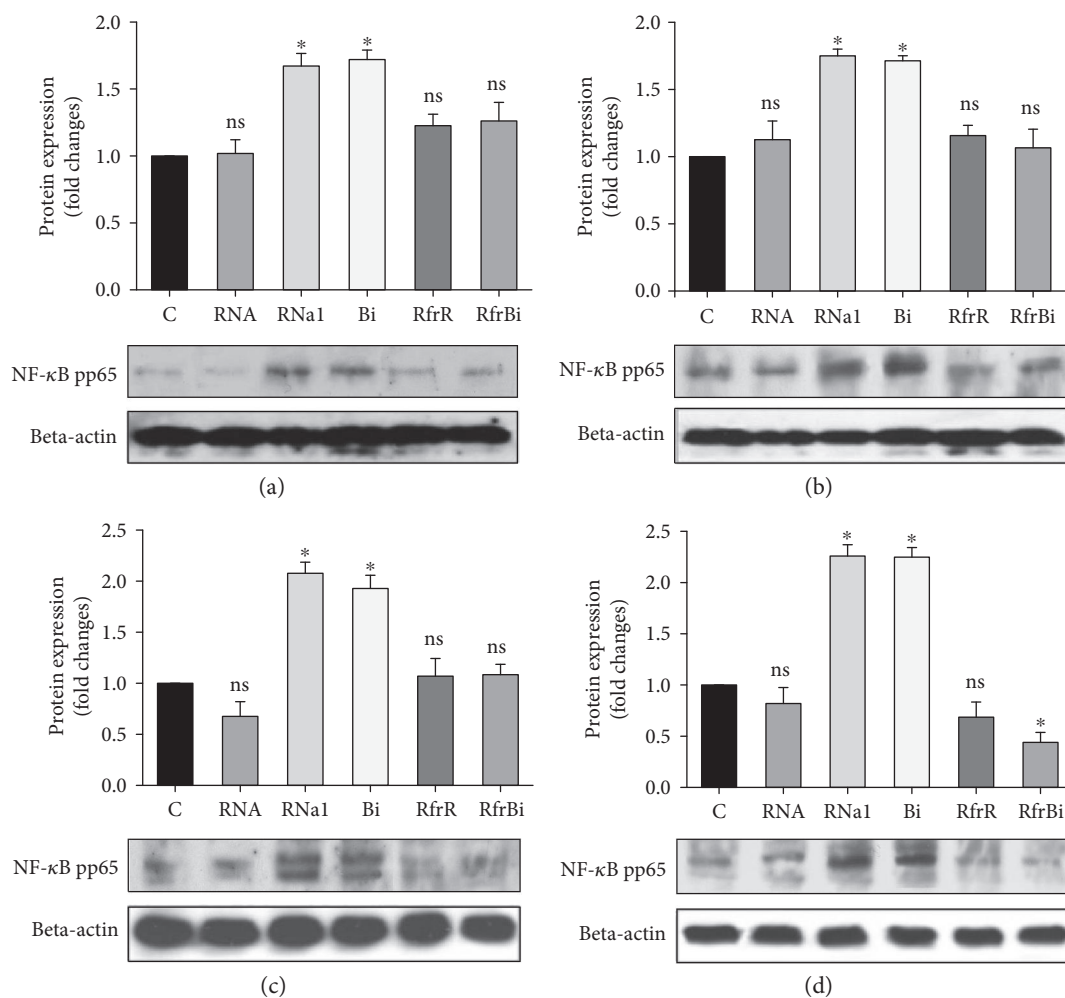 Protein expression
(fold changes)
2.0
1.5
1.0
0.5
0.0
ns
*
*
ns
ns
C RNA RNa1 Bi RfrR RfrBi
NF-κB pp65
Beta-actin
(a)
Protein expression
(fold changes)
2.0
1.5
1.0
0.5
0.0
ns
*
*
ns
ns
C RNA RNa1 Bi RfrR RfrBi
NF-κB pp65
Beta-actin
(b)
Protein expression
(fold changes)
2.5
2.0
1.5
1.0
0.5
0.0
ns
*
*
ns
ns
C RNA RNa1 Bi RfrR RfrBi
NF-κB pp65
Beta-actin
(c)
Protein expression
(fold changes)
2.5
2.0
1.5
1.0
0.5
0.0
ns
*
*
ns
*
C RNA RNa1 Bi RfrR RfrBi
NF-κB pp65
Beta-actin
(d)